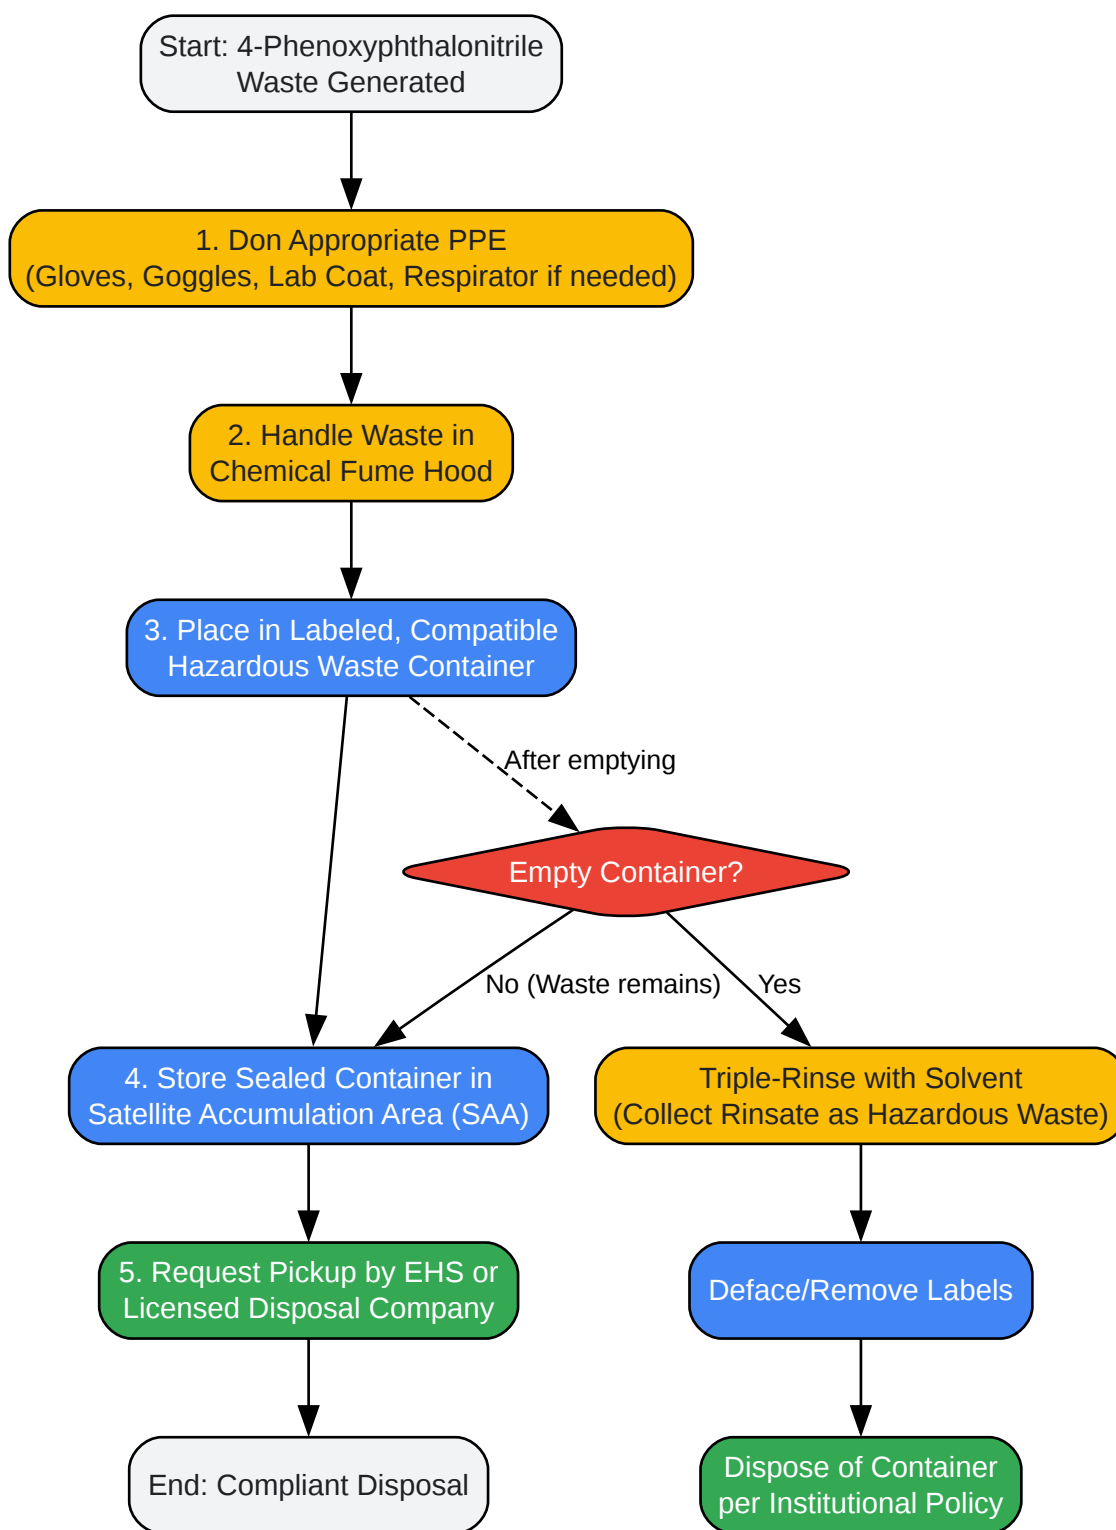 Start: 4-Phenoxyphthalonitrile
Waste Generated
1. Don Appropriate PPE
(Gloves, Goggles, Lab Coat, Respirator if needed)
2. Handle Waste in
Chemical Fume Hood
3. Place in Labeled, Compatible
Hazardous Waste Container
After emptying
Empty Container?
No (Waste remains)
Yes
4. Store Sealed Container in
Satellite Accumulation Area (SAA)
Triple-Rinse with Solvent
(Collect Rinsate as Hazardous Waste)
5. Request Pickup by EHS or
Licensed Disposal Company
Deface/Remove Labels
End: Compliant Disposal
Dispose of Container
per Institutional Policy